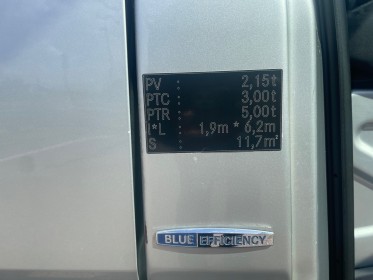 PV : 2,15t
PTC : 3,00t
PTR : 5,00t
l*L : 1,9m * 6,2m
S : 11,7m²
BLUE EFFICIENCY